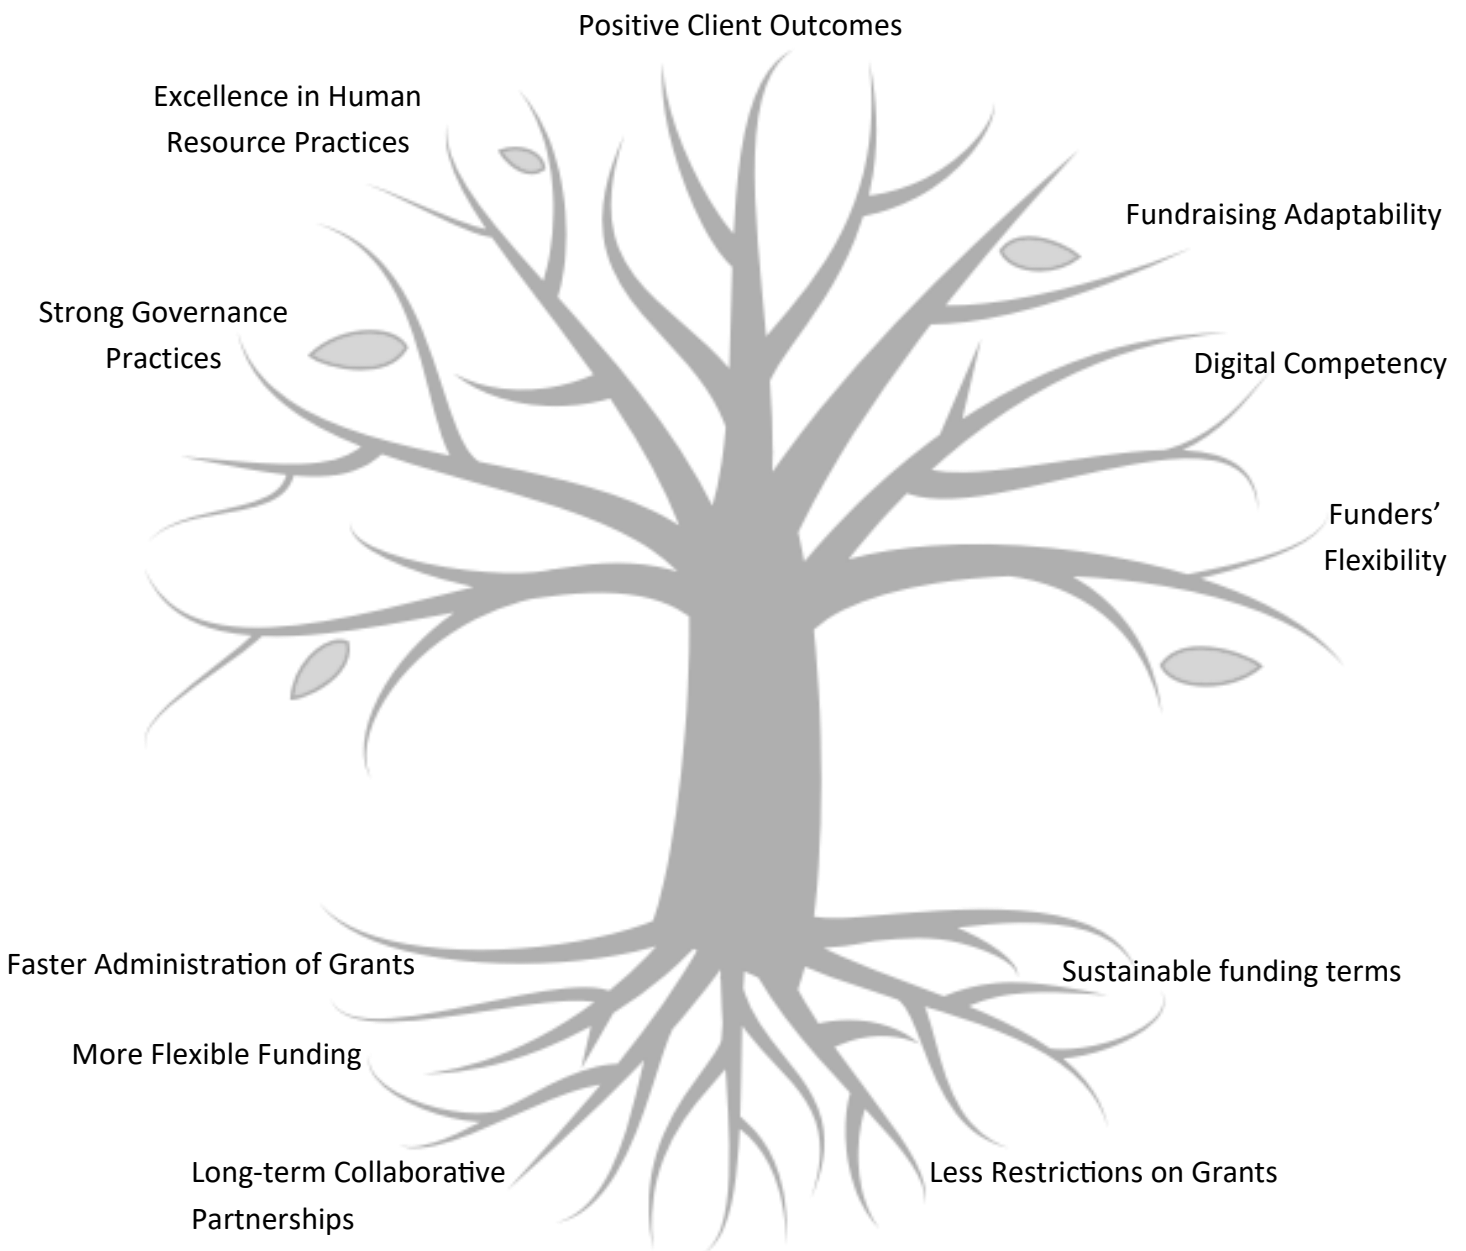 Positive Client Outcomes
Excellence in Human
Resource Practices
Fundraising Adaptability
Strong Governance
Practices
Digital Competency
Funders’
Flexibility
Faster Administration of Grants
Sustainable funding terms
More Flexible Funding
Long-term Collaborative
Partnerships
Less Restrictions on Grants